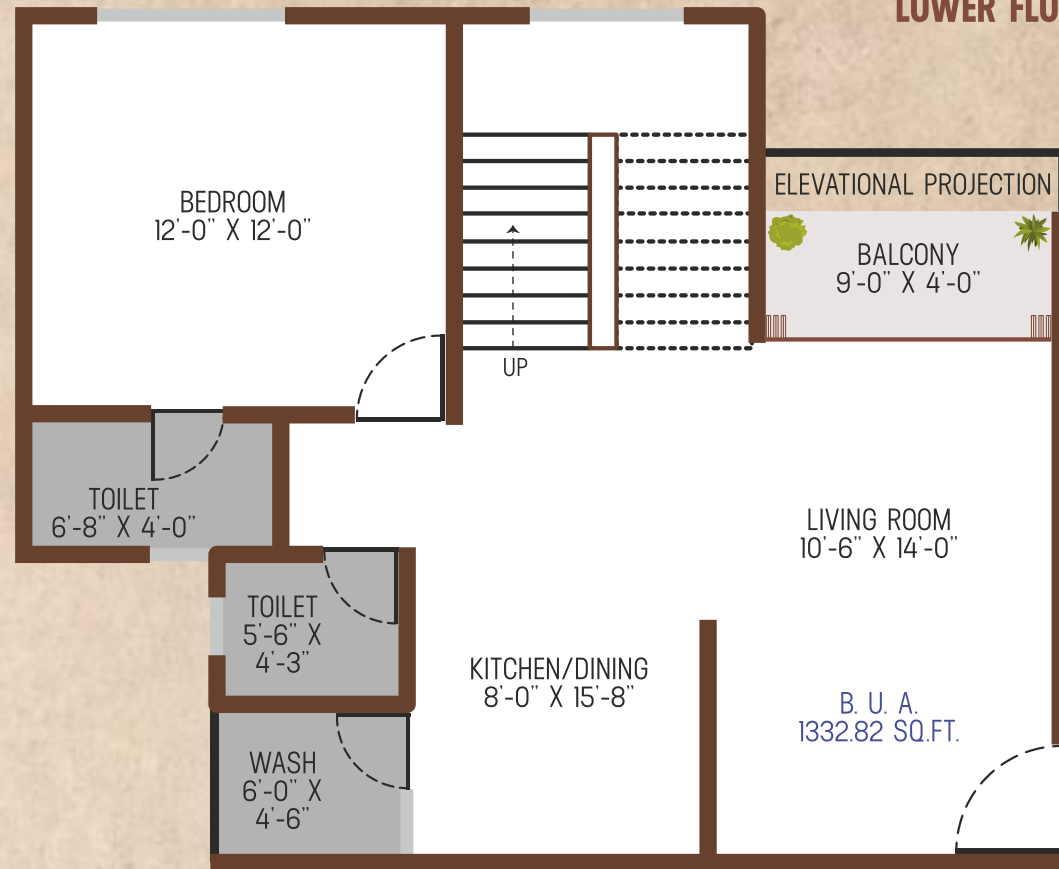 LOWER
BEDROOM
12'-0" X 12'-0"
ELEVATIONAL PROJECTION
BALCONY
9'-0" X 4'-0"
UP
TOILET
6'-8" X 4'-0"
LIVING ROOM
10'-6" X 14'-0"
TOILET
5'-6" X
4'-3"
KITCHEN/DINING
8'-0" X 15'-8"
B. U. A.
1332.82 SQ.FT.
WASH
6'-0" X
4'-6"